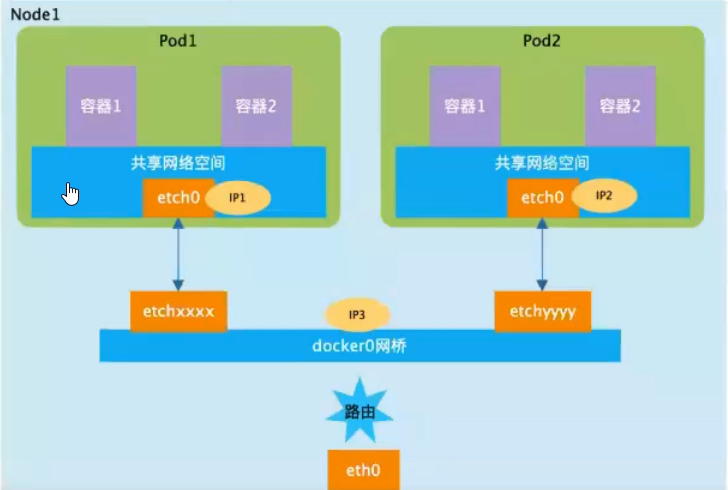 Node1
Pod1
Pod2
容器1
容器2
容器1
容器2
共享网络空间
共享网络空间
etch0
IP1
etch0
IP2
etchxxxx
IP3
etchyyyy
docker0网桥
路由
eth0